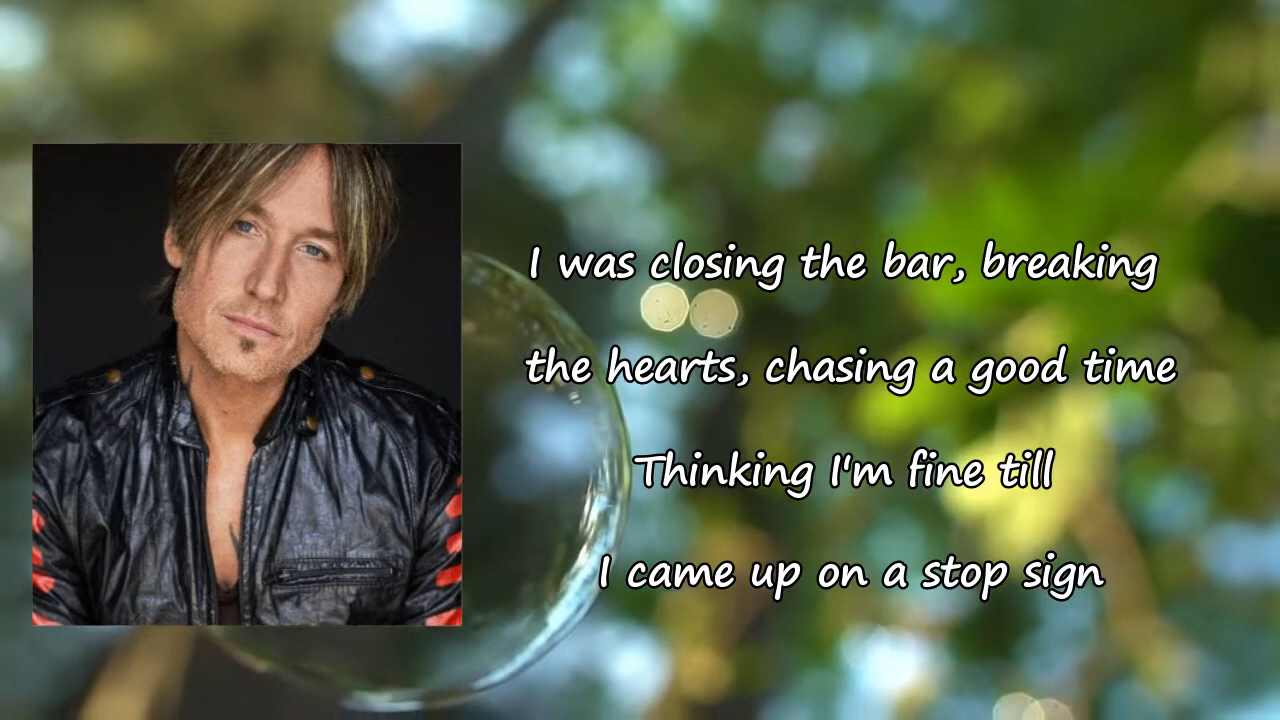 I was closing the bar, breaking
the hearts, chasing a good time
Thinking I'm fine till
I came up on a stop sign